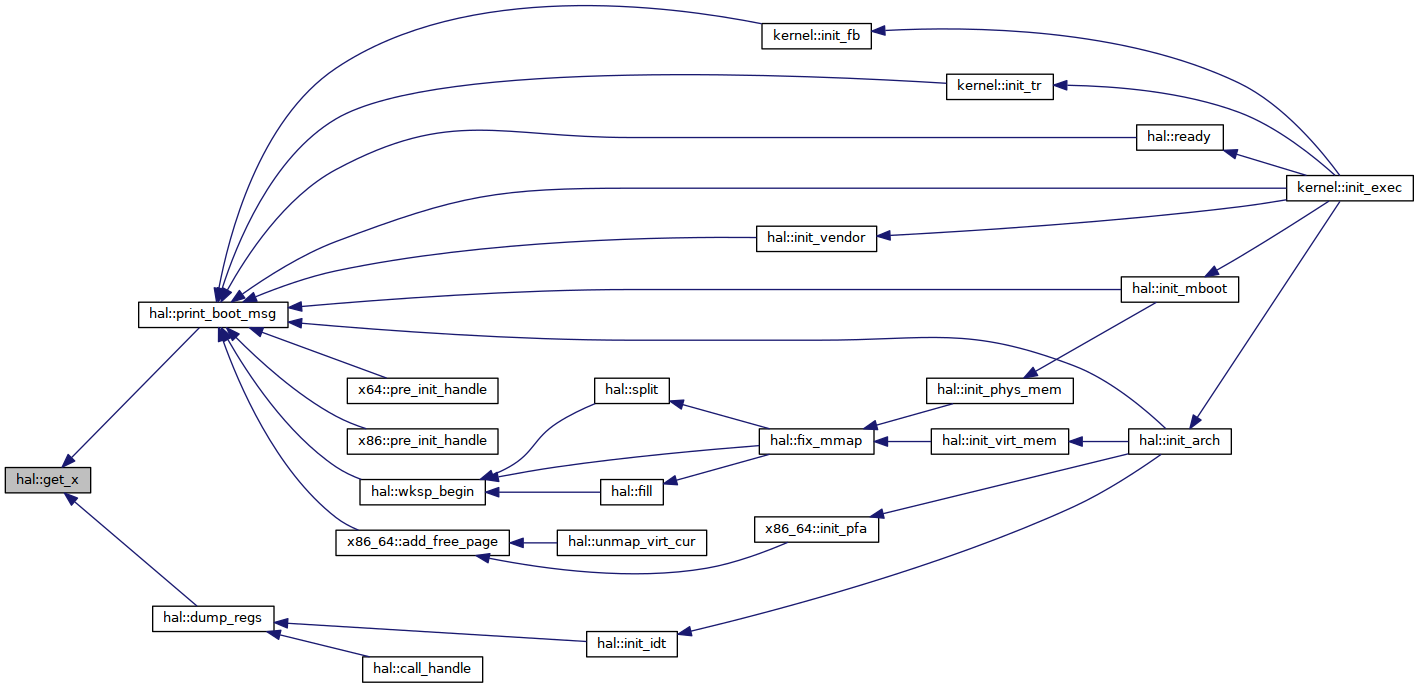 kernel::init_fb
kernel::init_tr
hal::ready
kernel::init_exec
hal::init_vendor
hal::init_mboot
hal::print_boot_msg
x64::pre_init_handle
hal::split
hal::init_phys_mem
x86::pre_init_handle
hal::fix_mmap
hal::init_virt_mem
hal::init_arch
hal::get_x
hal::wksp_begin
hal::fill
x86_64::init_pfa
x86_64::add_free_page
hal::unmap_virt_cur
hal::dump_regs
hal::init_idt
hal::call_handle